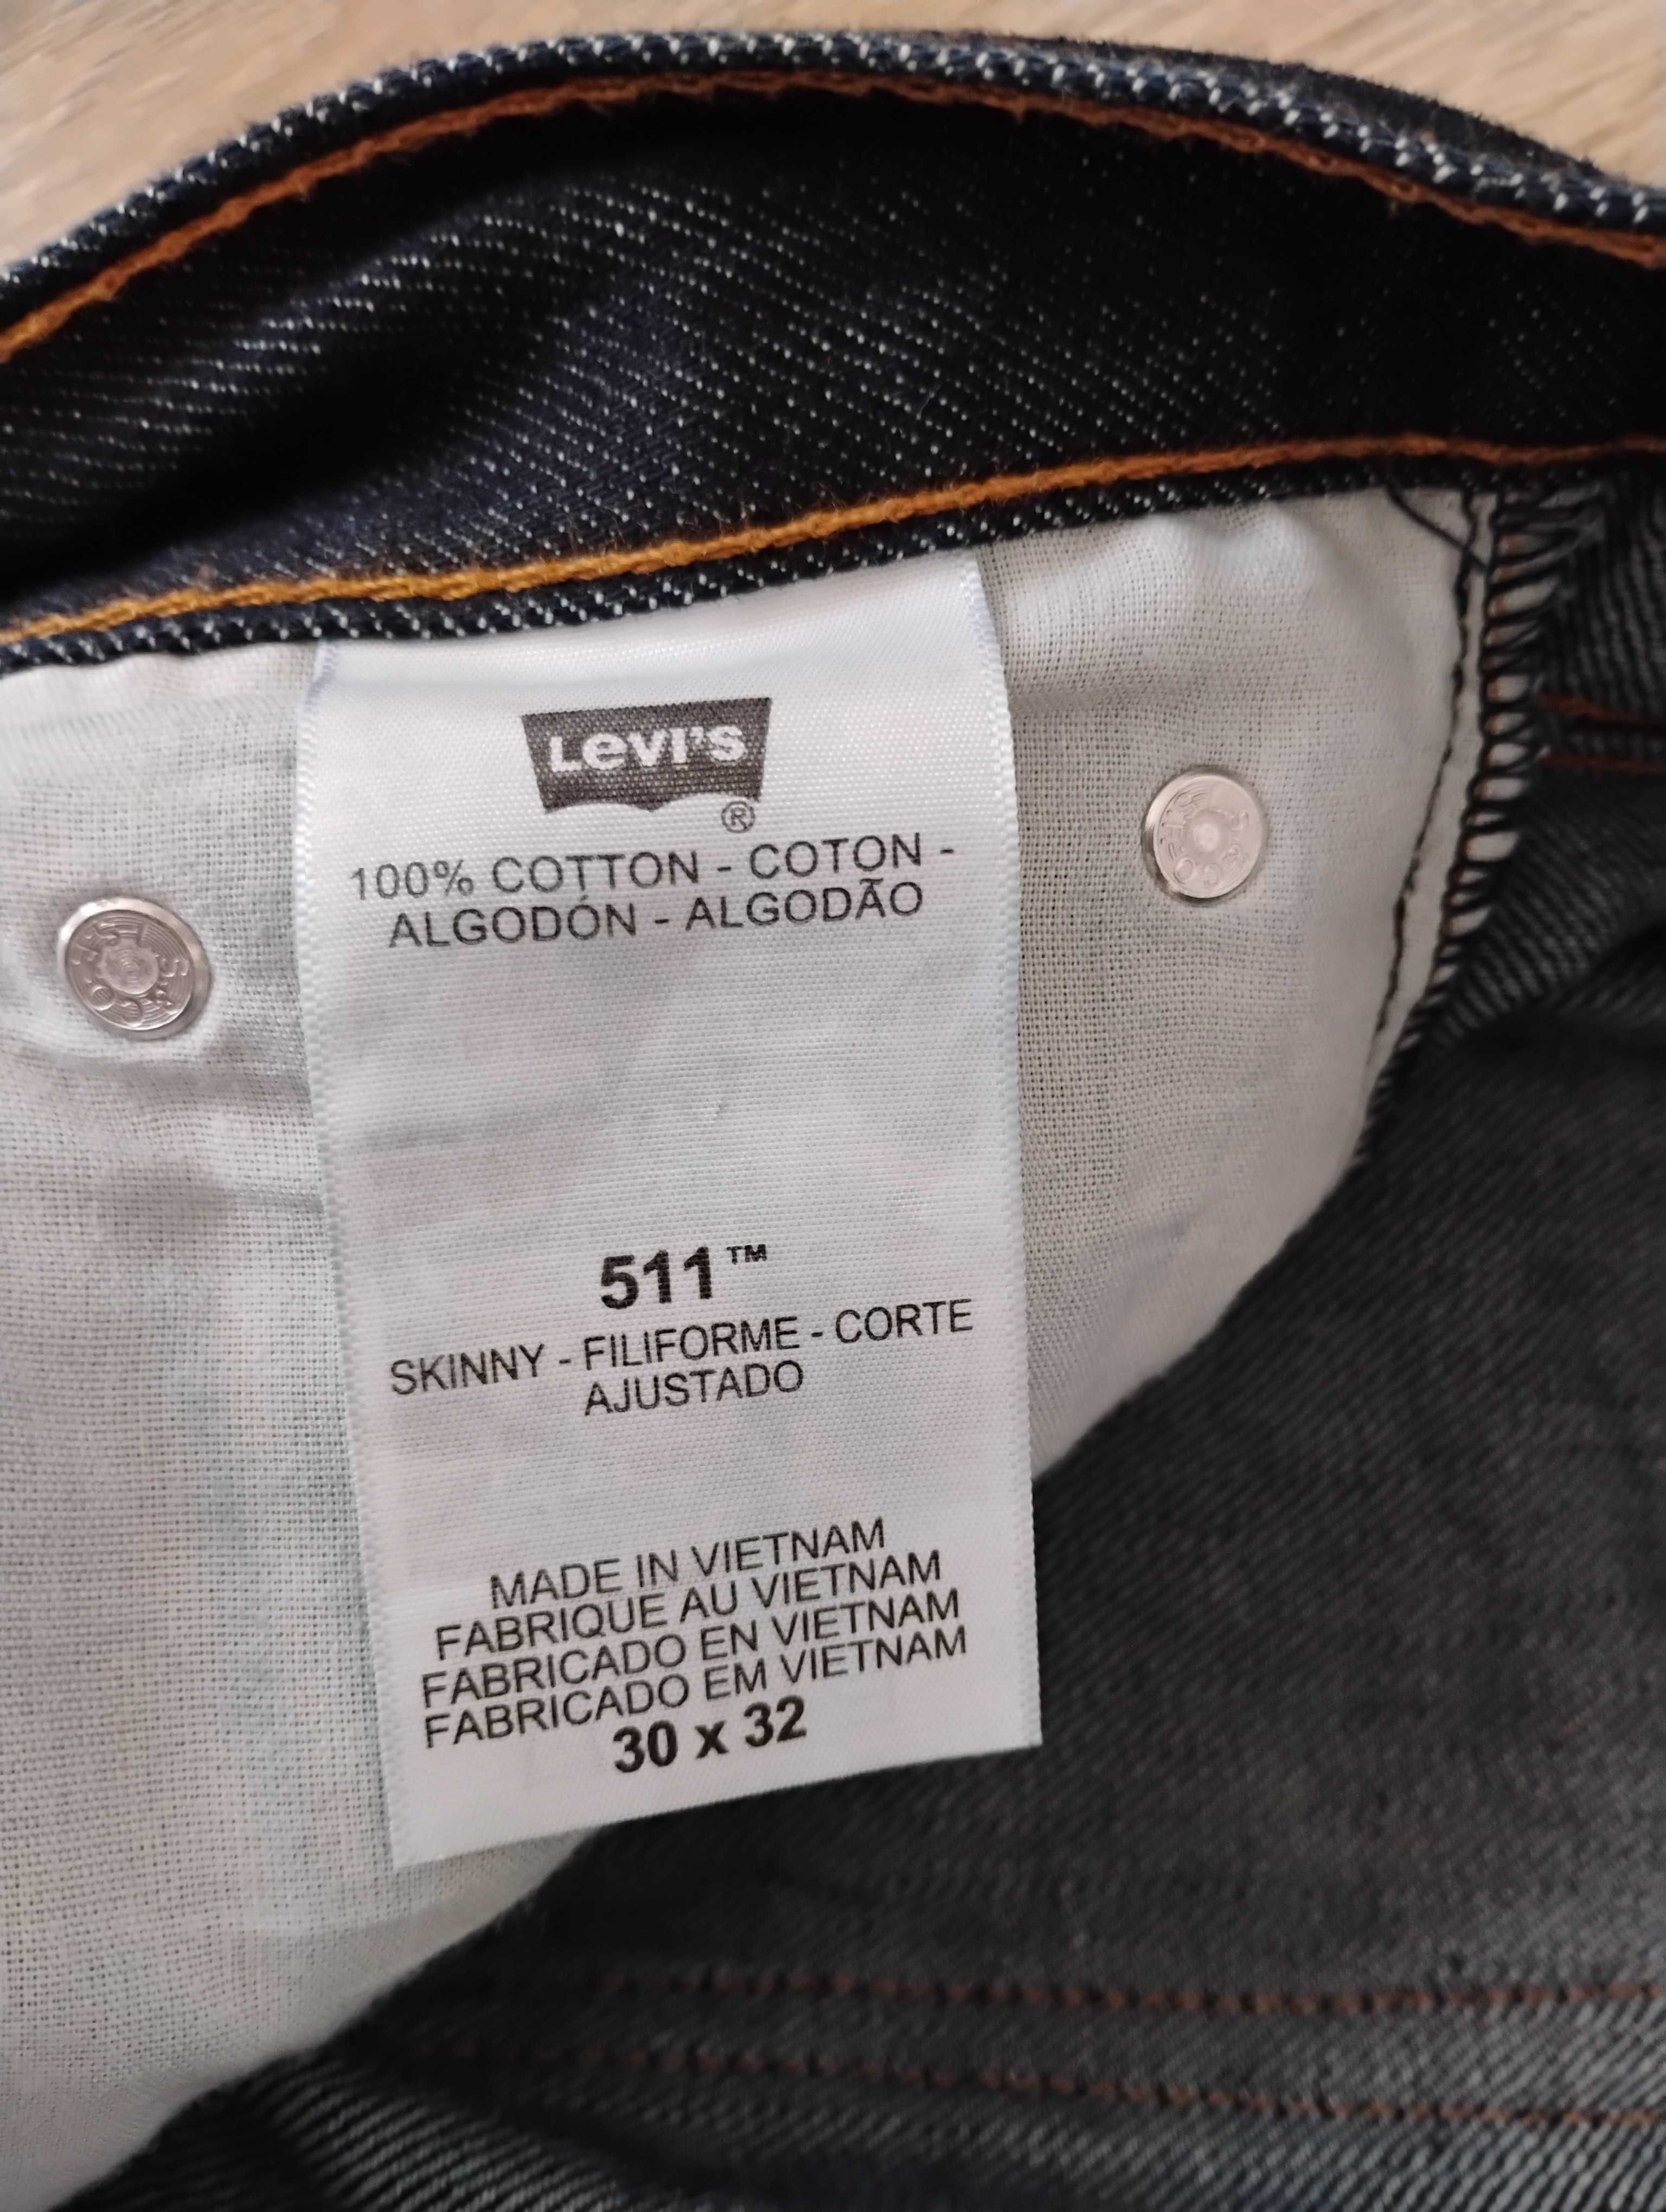 Levi's
®
100% COTTON - COTON -
ALGODÓN - ALGODÃO
511™
SKINNY - FILIFORME - CORTE
AJUSTADO
MADE IN VIETNAM
FABRIQUE AU VIETNAM
FABRICADO EN VIETNAM
FABRICADO EM VIETNAM
30 x 32